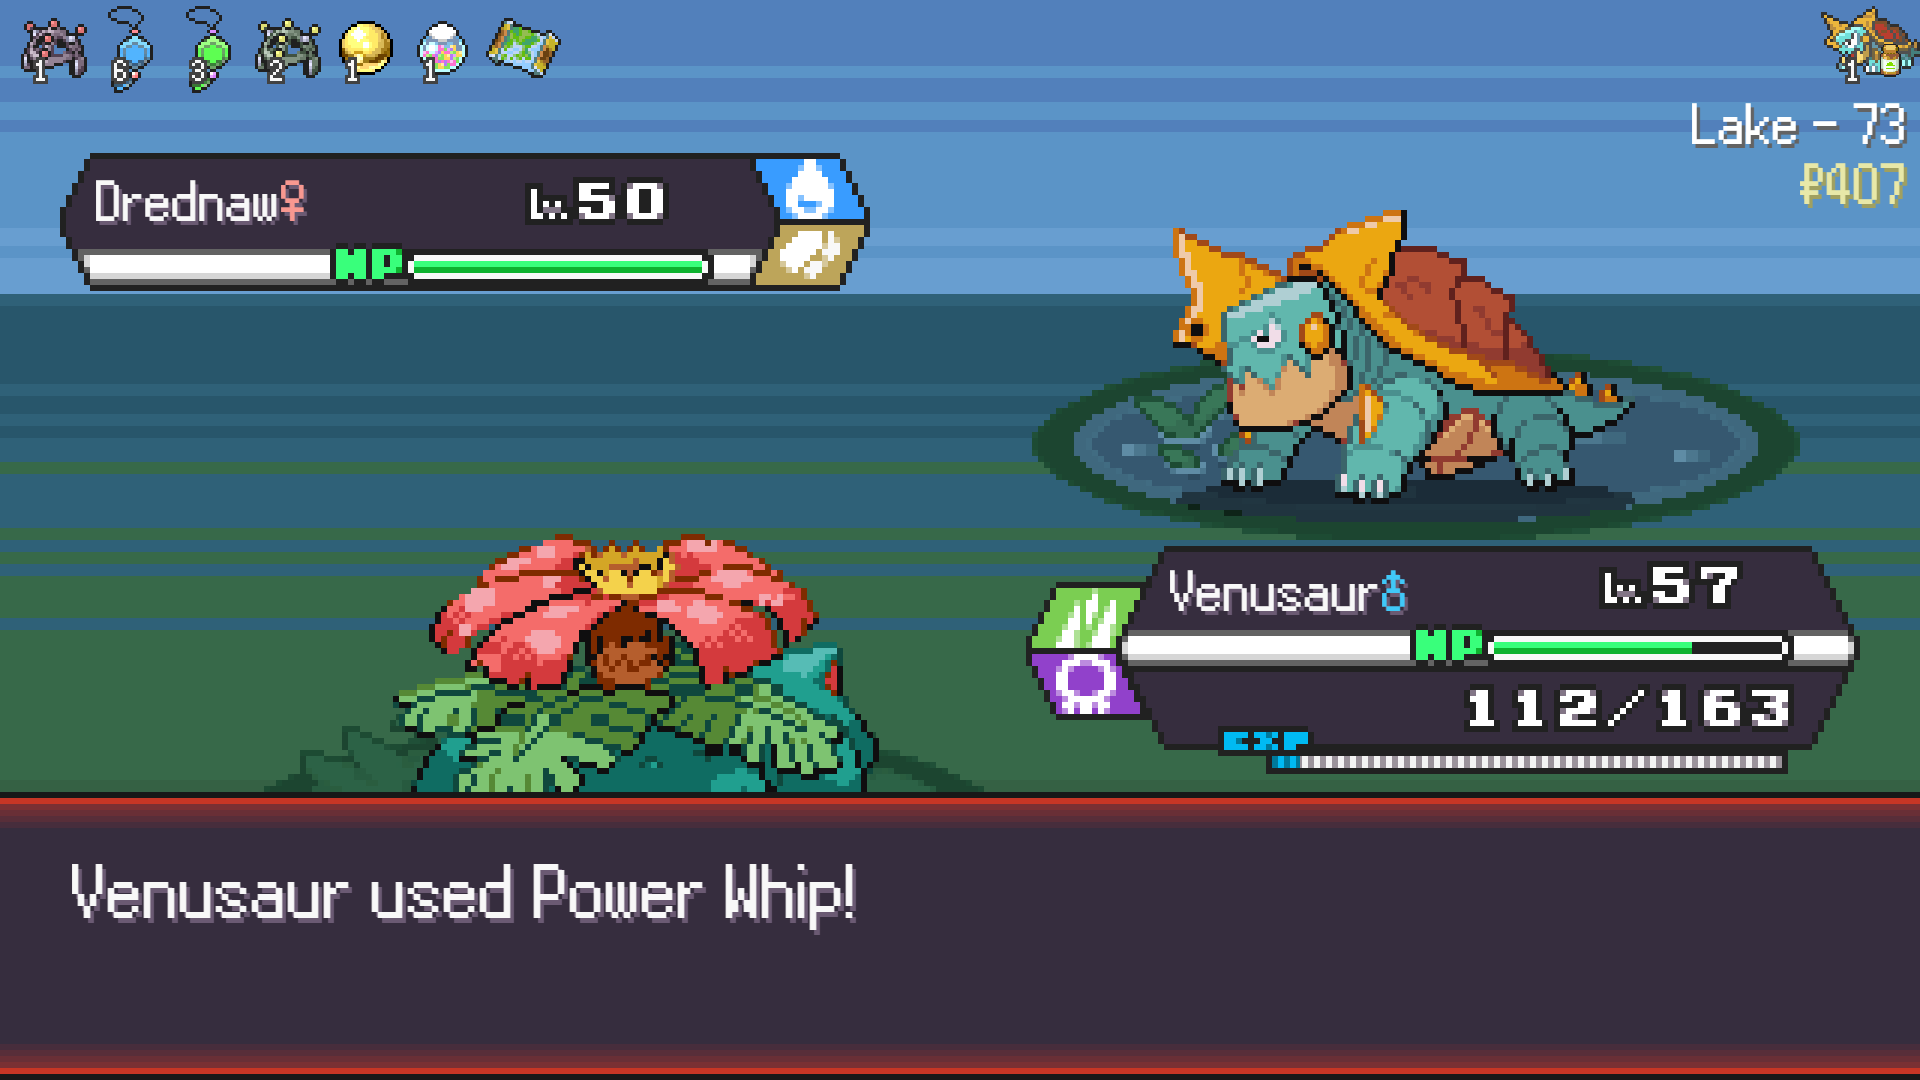 1 6 3 2 1 1
1
Lake - 73
₽407
Drednaw♀ Lv.50
HP
Venusaur♂ Lv.57
HP
112/163
EXP
Venusaur used Power Whip!